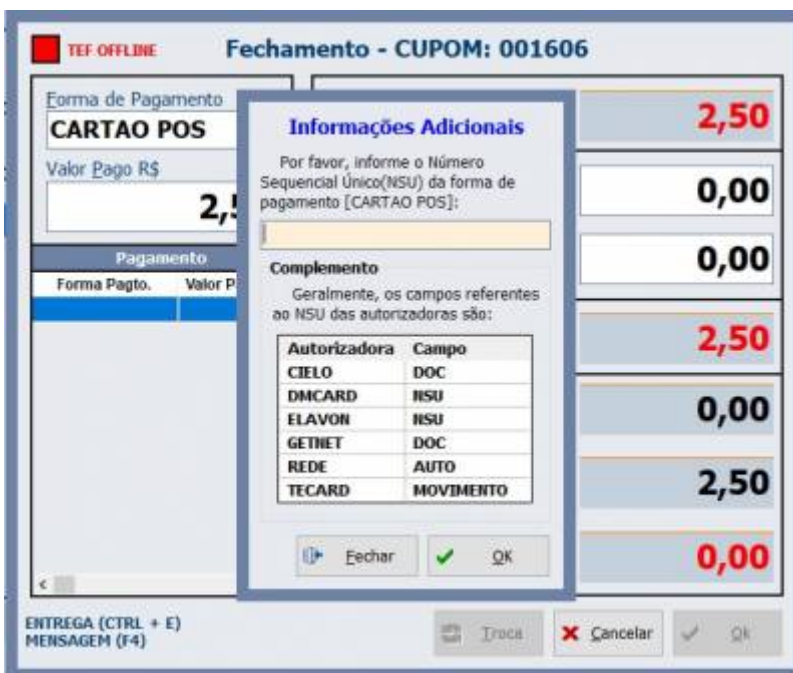 TEF OFFLINE
Fechamento - CUPOM: 001606
Forma de Pagamento
CARTAO POS
Valor Pago R$
Pagamento
Forma Pagto. Valor P
Informações Adicionais
Por favor, informe o Número
Sequencial Único(NSU) da forma de
pagamento [CARTAO POS]:
Complemento
Geralmente, os campos referentes
ao NSU das autorizadoras são:
Autorizadora Campo
CIELO DOC
DMCARD NSU
ELAVON NSU
GETNET DOC
REDE AUTO
TECARD MOVIMENTO
Fechar OK
2,50
0,00
0,00
2,50
0,00
2,50
0,00
ENTREGA (CTRL + E)
MENSAGEM (F4)
Troca Cancelar Ok